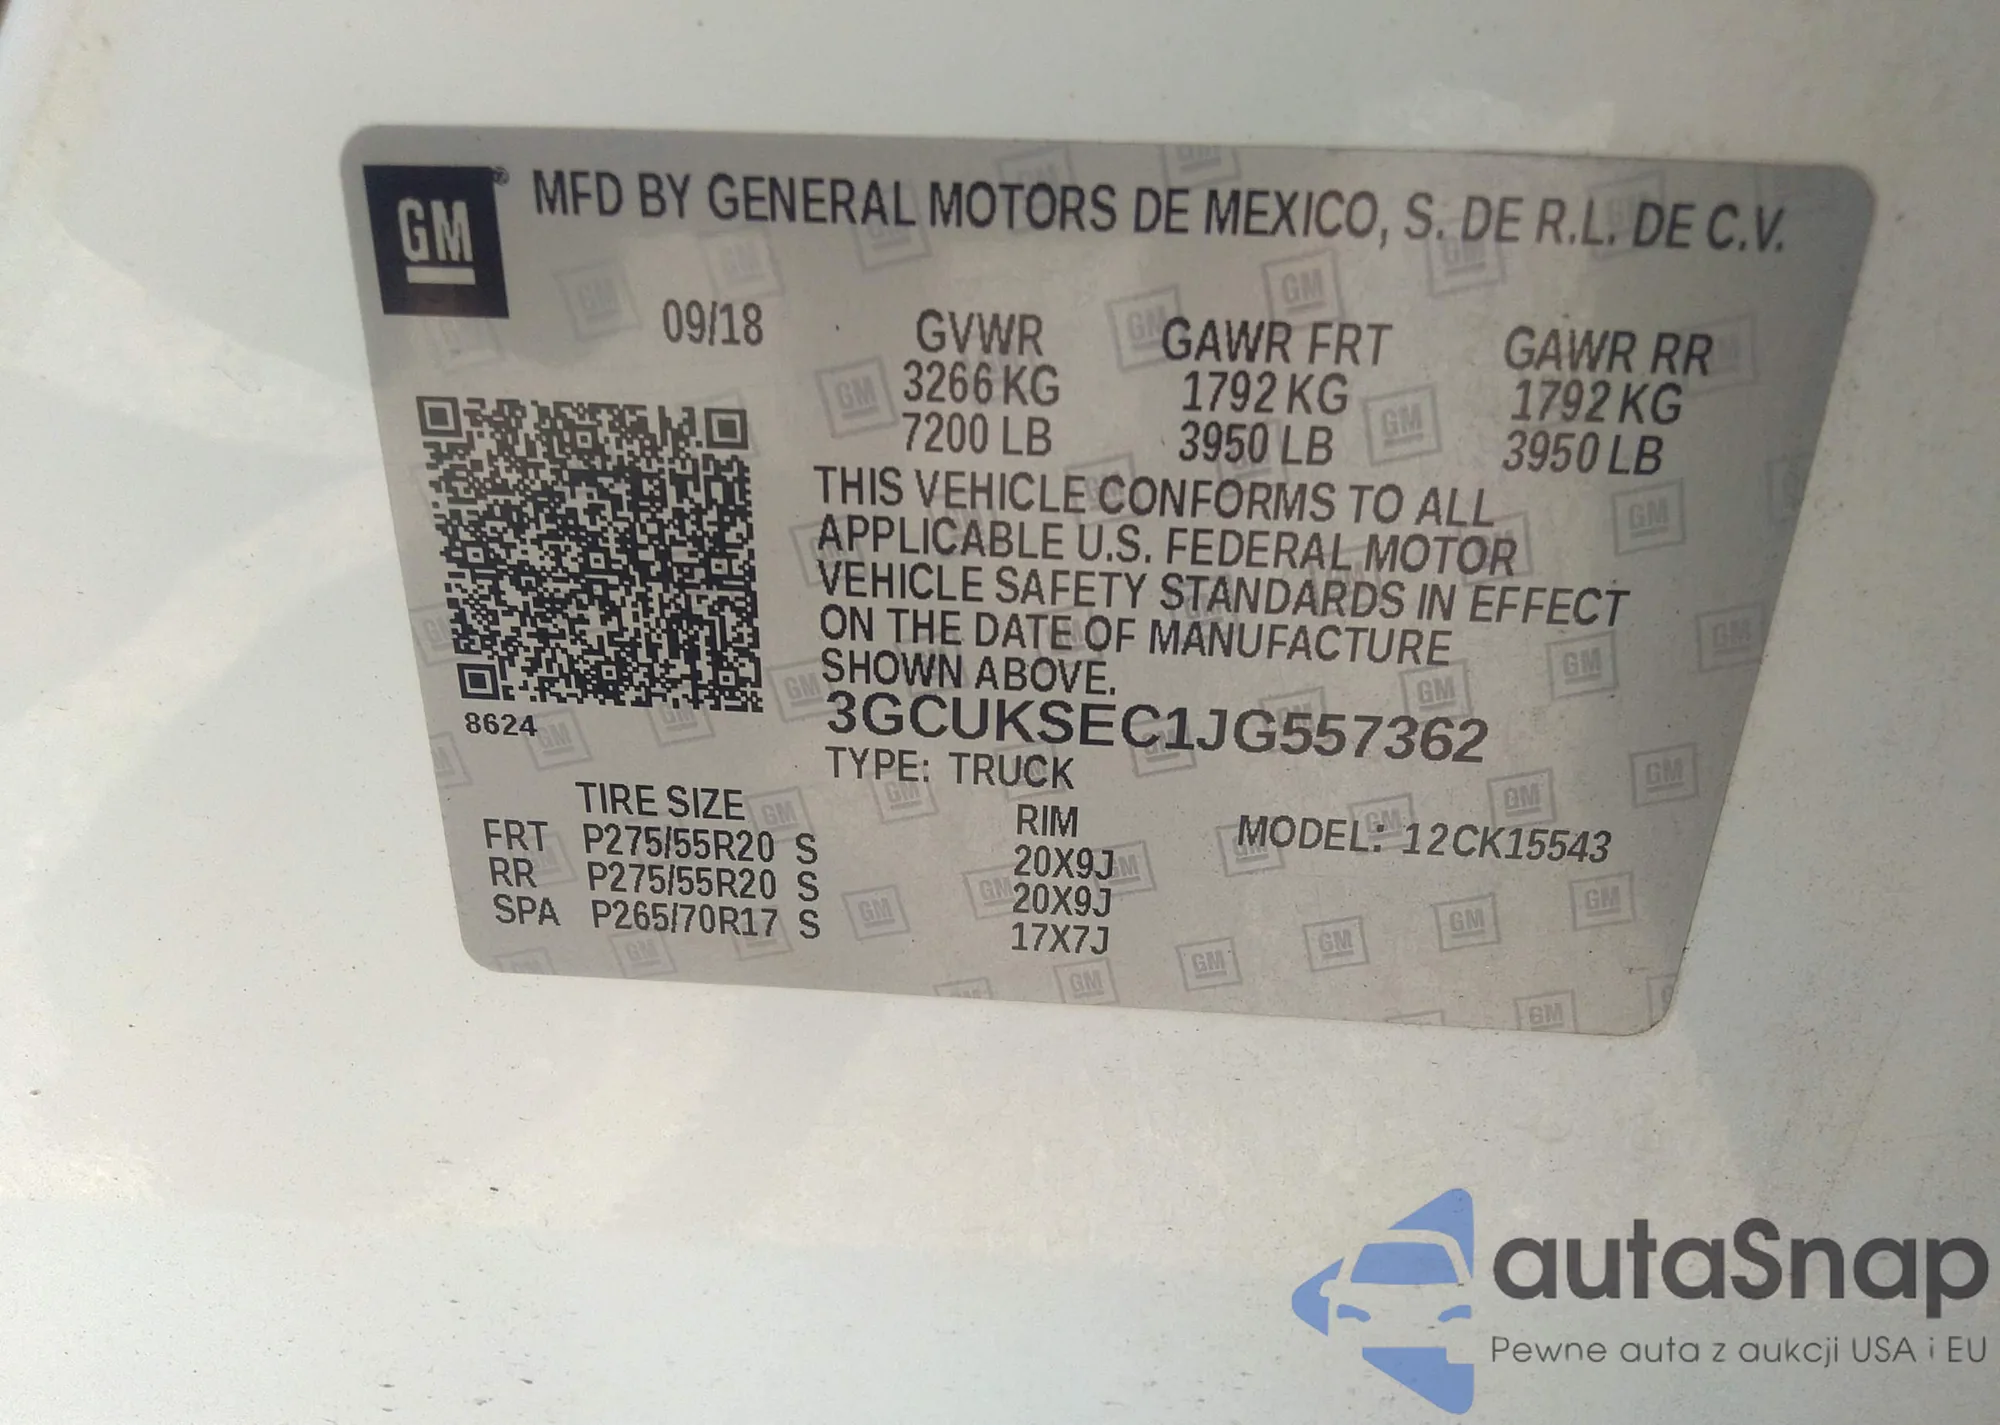 GM® MFD BY GENERAL MOTORS DE MEXICO, S. DE R.L. DE C.V.
09/18 GVWR GAWR FRT GAWR RR
3266 KG 1792 KG 1792 KG
7200 LB 3950 LB 3950 LB
THIS VEHICLE CONFORMS TO ALL
APPLICABLE U.S. FEDERAL MOTOR
VEHICLE SAFETY STANDARDS IN EFFECT
ON THE DATE OF MANUFACTURE
SHOWN ABOVE.
3GCUKSEC1JG557362
8624
TYPE: TRUCK
TIRE SIZE RIM MODEL: 12CK15543
FRT P275/55R20 S 20X9J
RR P275/55R20 S 20X9J
SPA P265/70R17 S 17X7J
autaSnap
Pewne auta z aukcji USA i EU